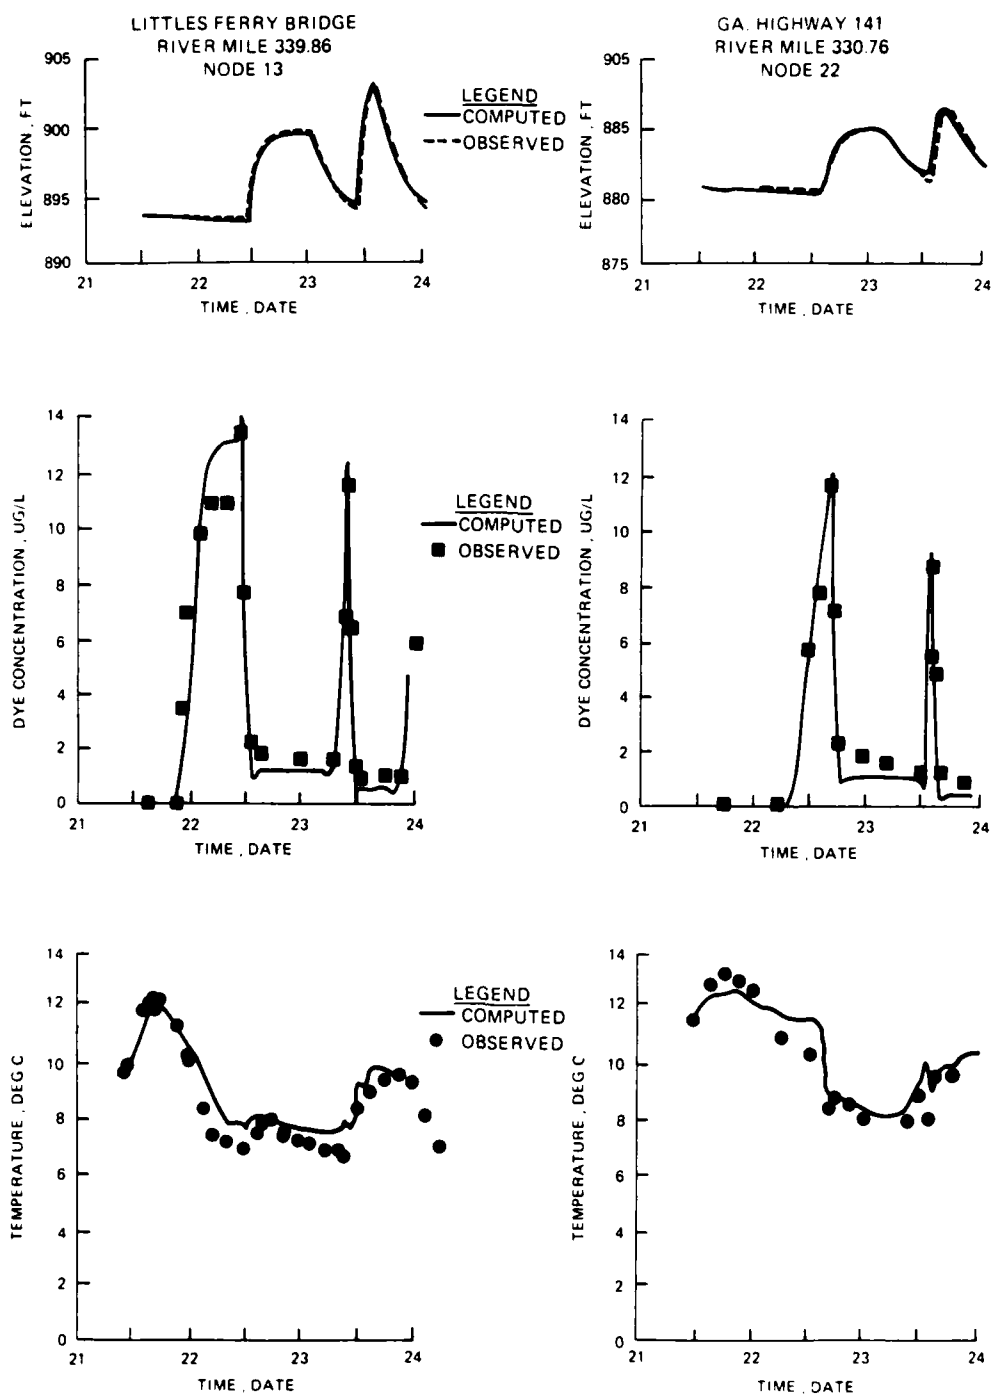 LITTLES FERRY BRIDGE
RIVER MILE 339.86
NODE 13
905
900
895
890
ELEVATION, FT
21
22
23
24
TIME, DATE
LEGEND
COMPUTED
OBSERVED
GA. HIGHWAY 141
RIVER MILE 330.76
NODE 22
905
885
880
875
ELEVATION, FT
21
22
23
24
TIME, DATE
14
12
10
8
6
4
2
0
DYE CONCENTRATION, UG/L
21
22
23
24
TIME, DATE
LEGEND
COMPUTED
OBSERVED
14
12
10
8
6
4
2
0
DYE CONCENTRATION, UG/L
21
22
23
24
TIME, DATE
14
12
10
8
6
4
2
0
TEMPERATURE, DEG C
21
22
23
24
TIME, DATE
LEGEND
COMPUTED
OBSERVED
14
12
10
8
6
4
2
0
TEMPERATURE, DEG C
21
22
23
24
TIME, DATE